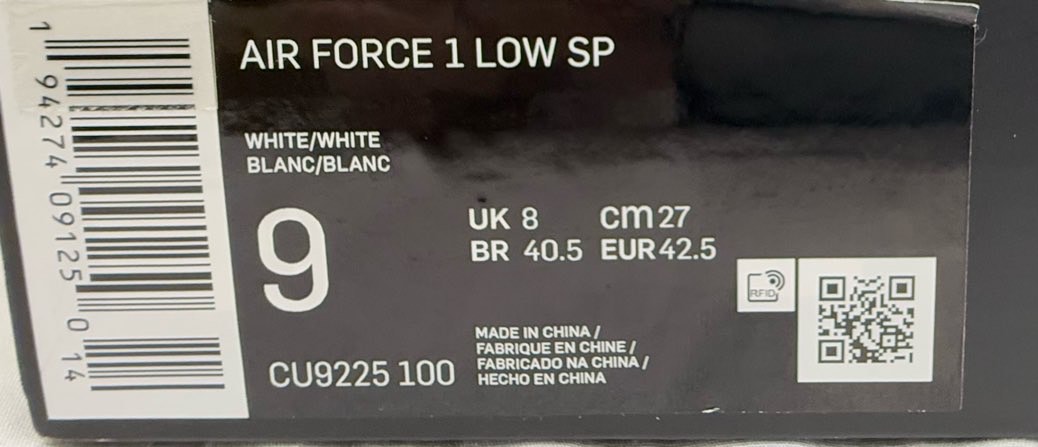 AIR FORCE 1 LOW SP
WHITE/WHITE
BLANC/BLANC
9
UK 8 cm 27
BR 40.5 EUR 42.5
RFID
MADE IN CHINA /
FABRIQUE EN CHINE /
FABRICADO NA CHINA /
HECHO EN CHINA
CU9225 100
1 94274 09125 0 14